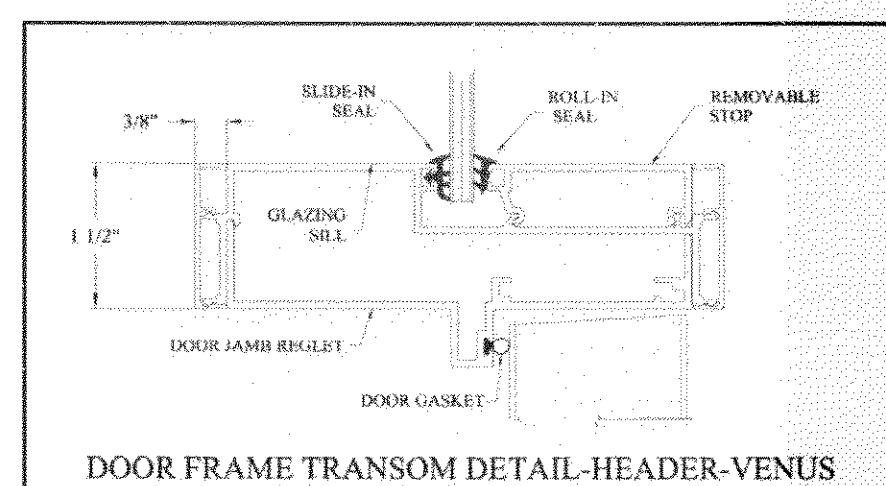 SLIDE-IN
SEAL
ROLL-IN
SEAL
REMOVABLE
STOP
3/8"
GLAZING
SILL
1 1/2"
DOOR JAMB REGLET
DOOR GASKET
DOOR FRAME TRANSOM DETAIL-HEADER-VENUS